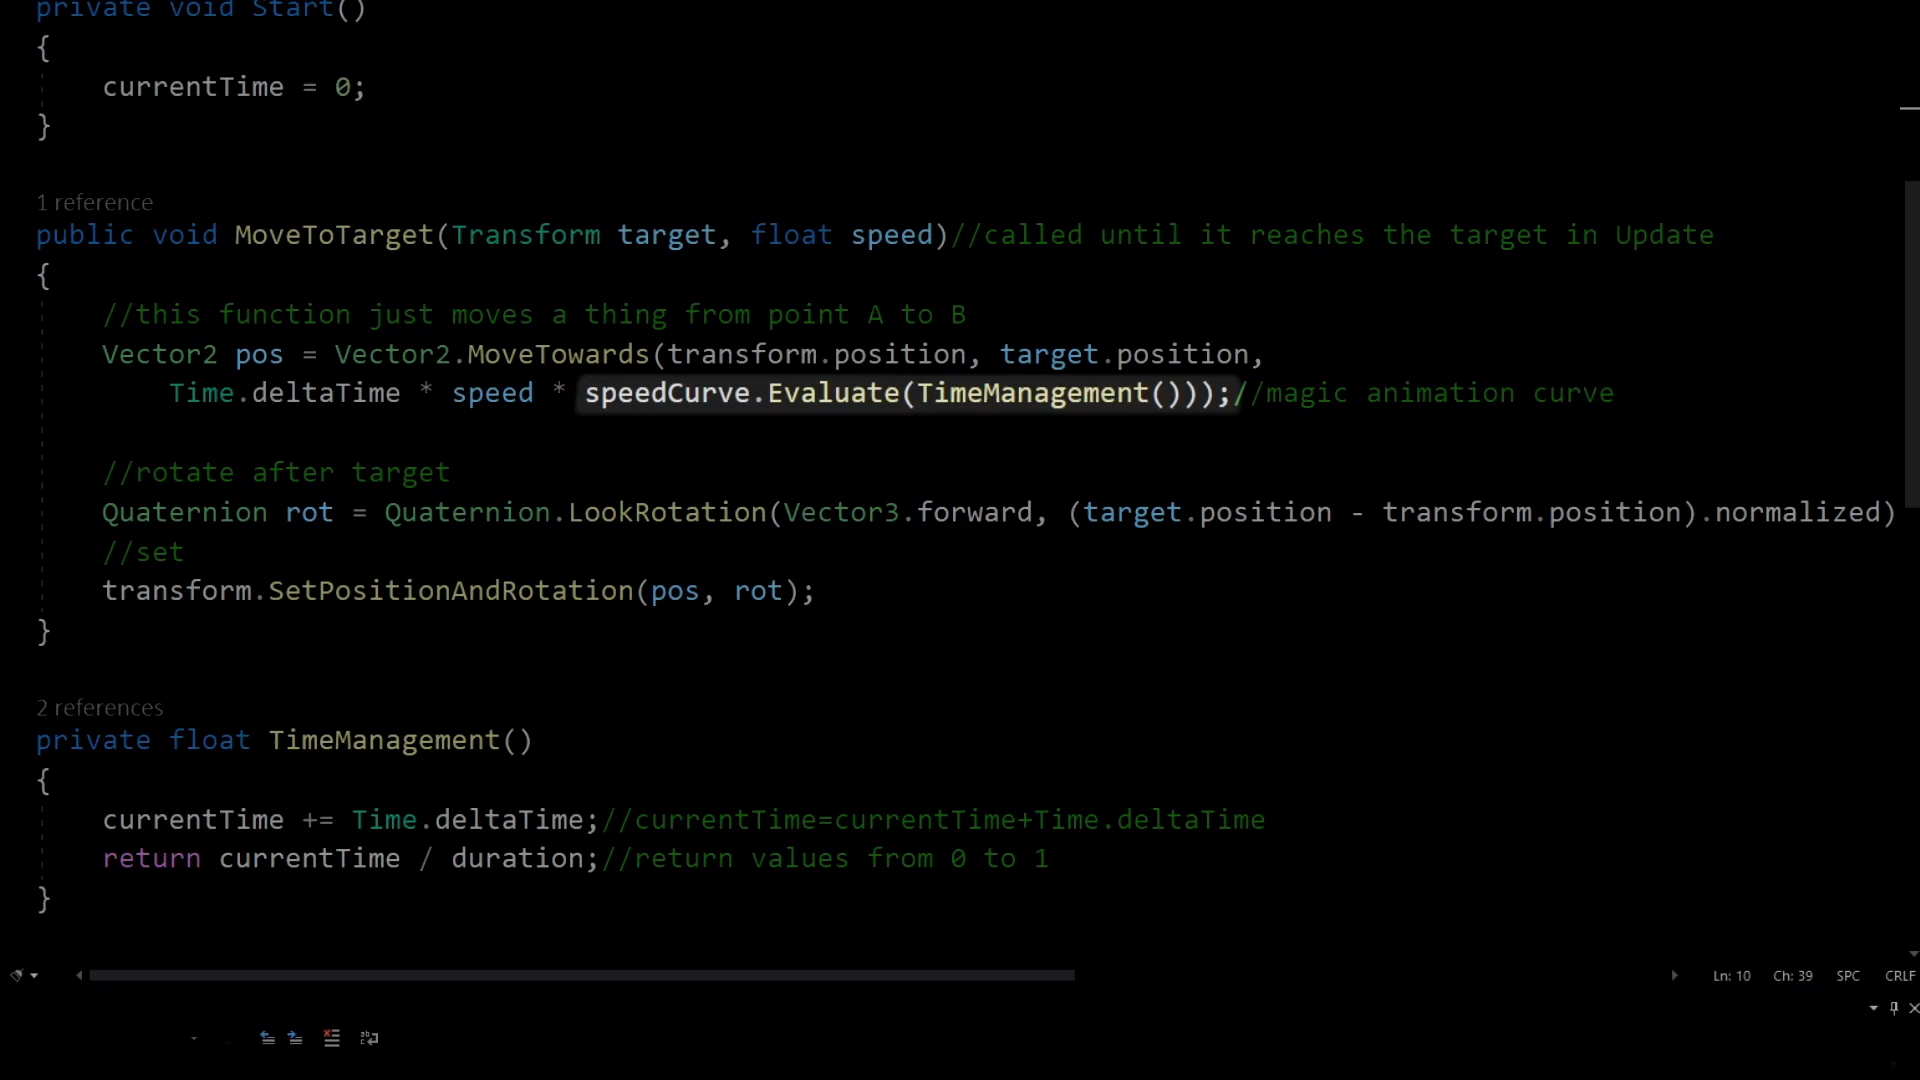 private void Start()
{
currentTime = 0;
}
1 reference
public void MoveToTarget(Transform target, float speed)//called until it reaches the target in Update
{
//this function just moves a thing from point A to B
Vector2 pos = Vector2.MoveTowards(transform.position, target.position,
Time.deltaTime * speed * speedCurve.Evaluate(TimeManagement()));//magic animation curve
//rotate after target
Quaternion rot = Quaternion.LookRotation(Vector3.forward, (target.position - transform.position).normalized)
//set
transform.SetPositionAndRotation(pos, rot);
}
2 references
private float TimeManagement()
{
currentTime += Time.deltaTime;//currentTime=currentTime+Time.deltaTime
return currentTime / duration;//return values from 0 to 1
}
Ln: 10 Ch: 39 SPC CRLF